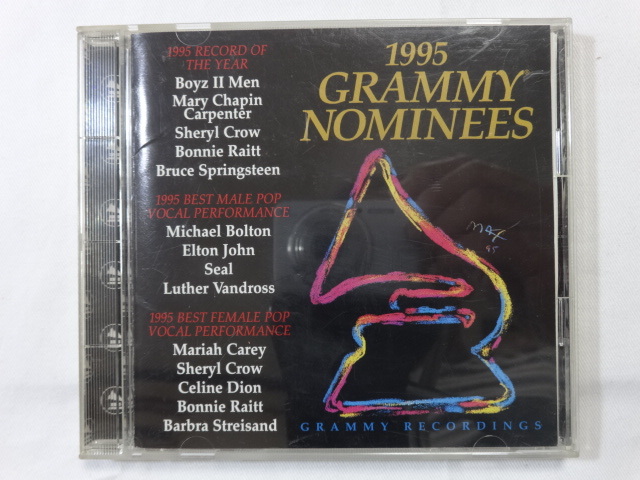 1995 RECORD OF
THE YEAR
Boyz II Men
Mary Chapin
Carpenter
Sheryl Crow
Bonnie Raitt
Bruce Springsteen
1995 BEST MALE POP
VOCAL PERFORMANCE
Michael Bolton
Elton John
Seal
Luther Vandross
1995 BEST FEMALE POP
VOCAL PERFORMANCE
Mariah Carey
Sheryl Crow
Celine Dion
Bonnie Raitt
Barbra Streisand
1995
GRAMMY
NOMINEES
MAX
95
GRAMMY RECORDINGS